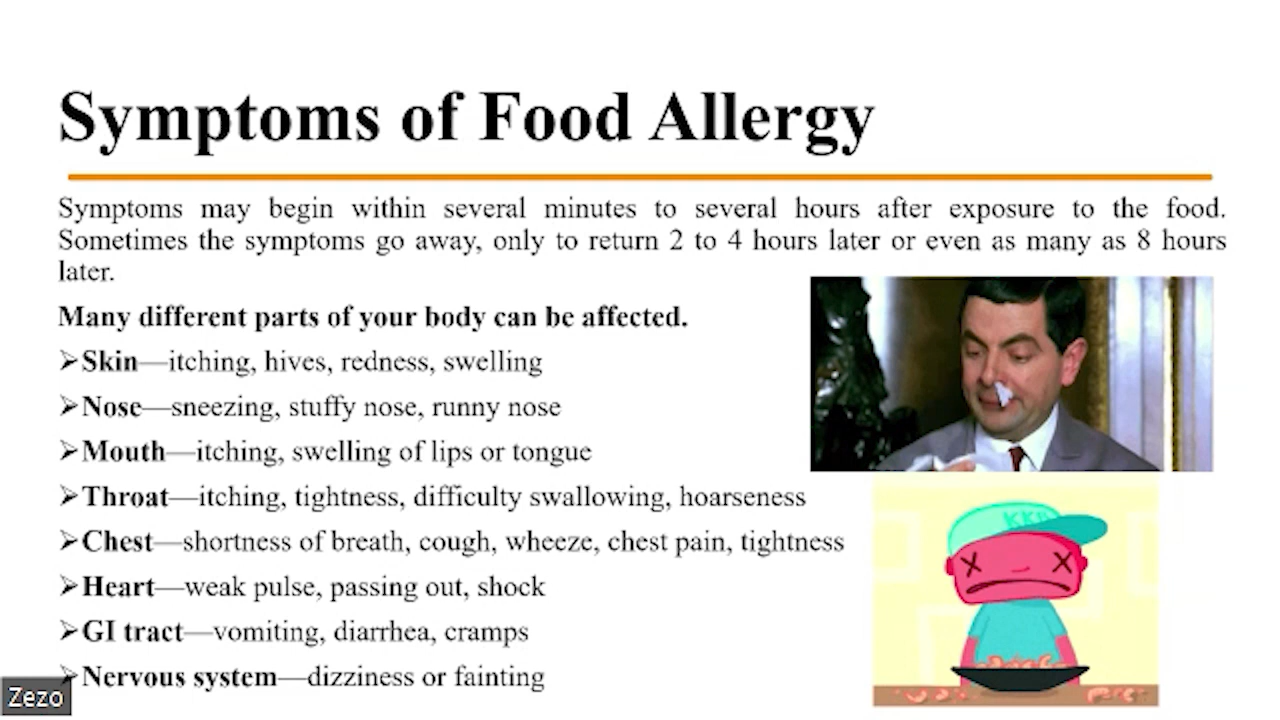 Symptoms of Food Allergy
Symptoms may begin within several minutes to several hours after exposure to the food.
Sometimes the symptoms go away, only to return 2 to 4 hours later or even as many as 8 hours
later.
Many different parts of your body can be affected.
➢Skin—itching, hives, redness, swelling
➢Nose—sneezing, stuffy nose, runny nose
➢Mouth—itching, swelling of lips or tongue
➢Throat—itching, tightness, difficulty swallowing, hoarseness
➢Chest—shortness of breath, cough, wheeze, chest pain, tightness
➢Heart—weak pulse, passing out, shock
➢GI tract—vomiting, diarrhea, cramps
➢Nervous system—dizziness or fainting
Zezo